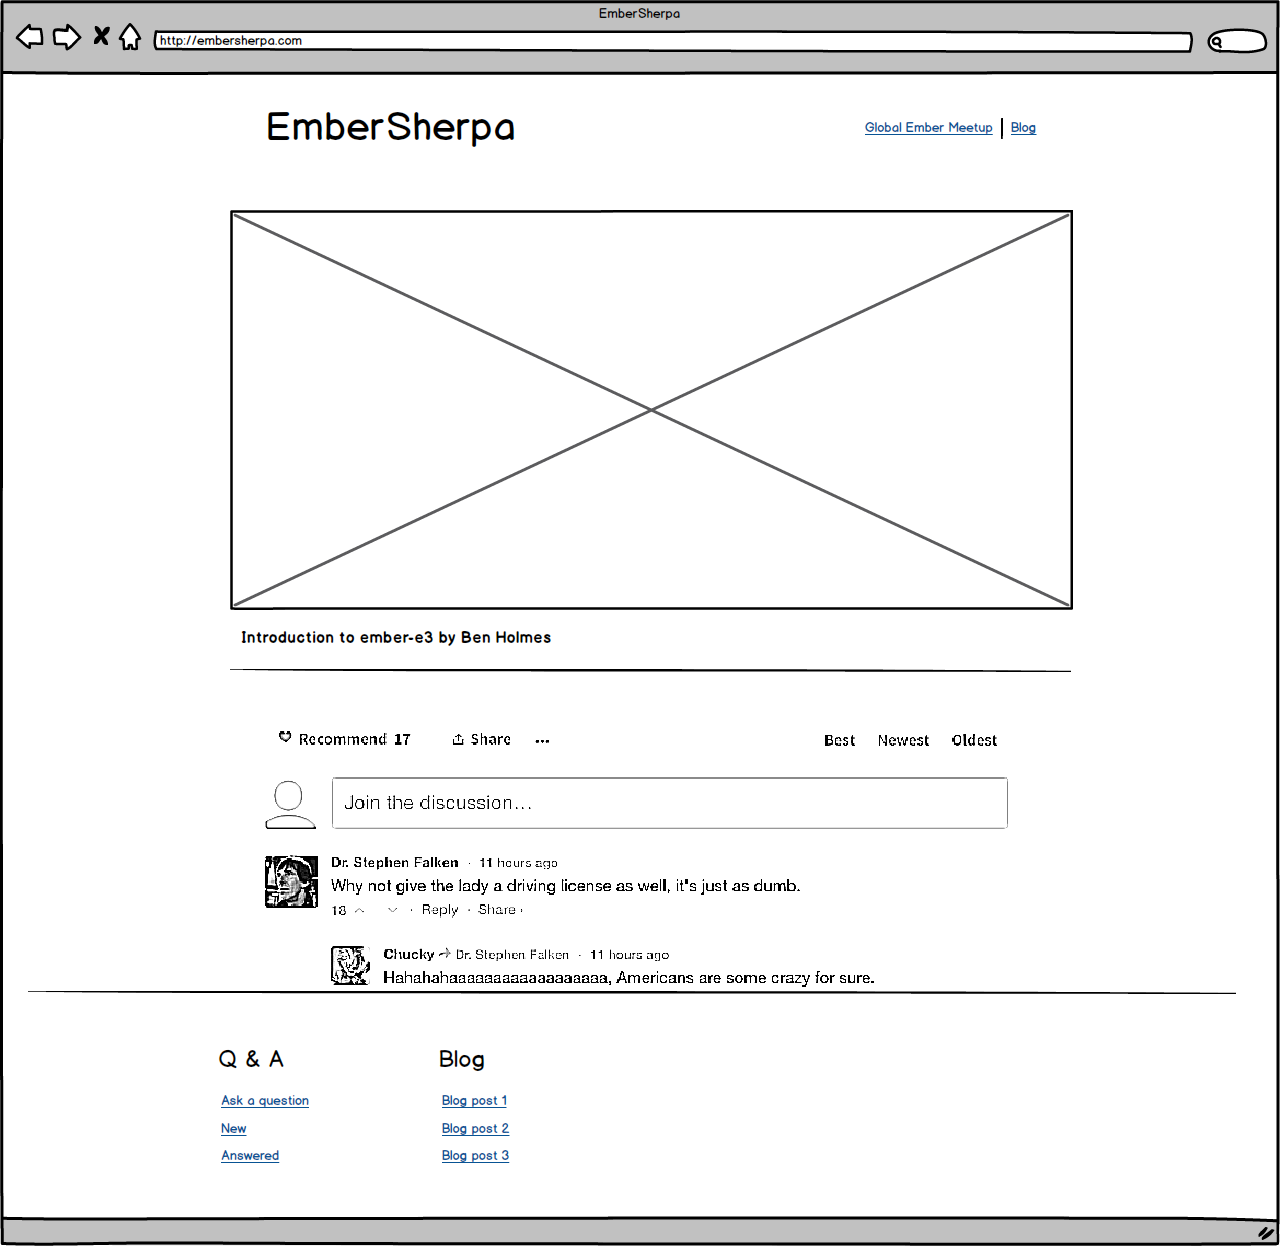 EmberSherpa
http://embersherpa.com
EmberSherpa
Global Ember Meetup | Blog
Introduction to ember-e3 by Ben Holmes
Recommend 17 Share ... Best Newest Oldest
Join the discussion...
Dr. Stephen Falken · 11 hours ago
Why not give the lady a driving license as well, it's just as dumb.
18 · Reply · Share ·
Chucky → Dr. Stephen Falken · 11 hours ago
Hahahahaaaaaaaaaaaaaaaaaaa, Americans are some crazy for sure.
Q & A Blog
Ask a question Blog post 1
New Blog post 2
Answered Blog post 3